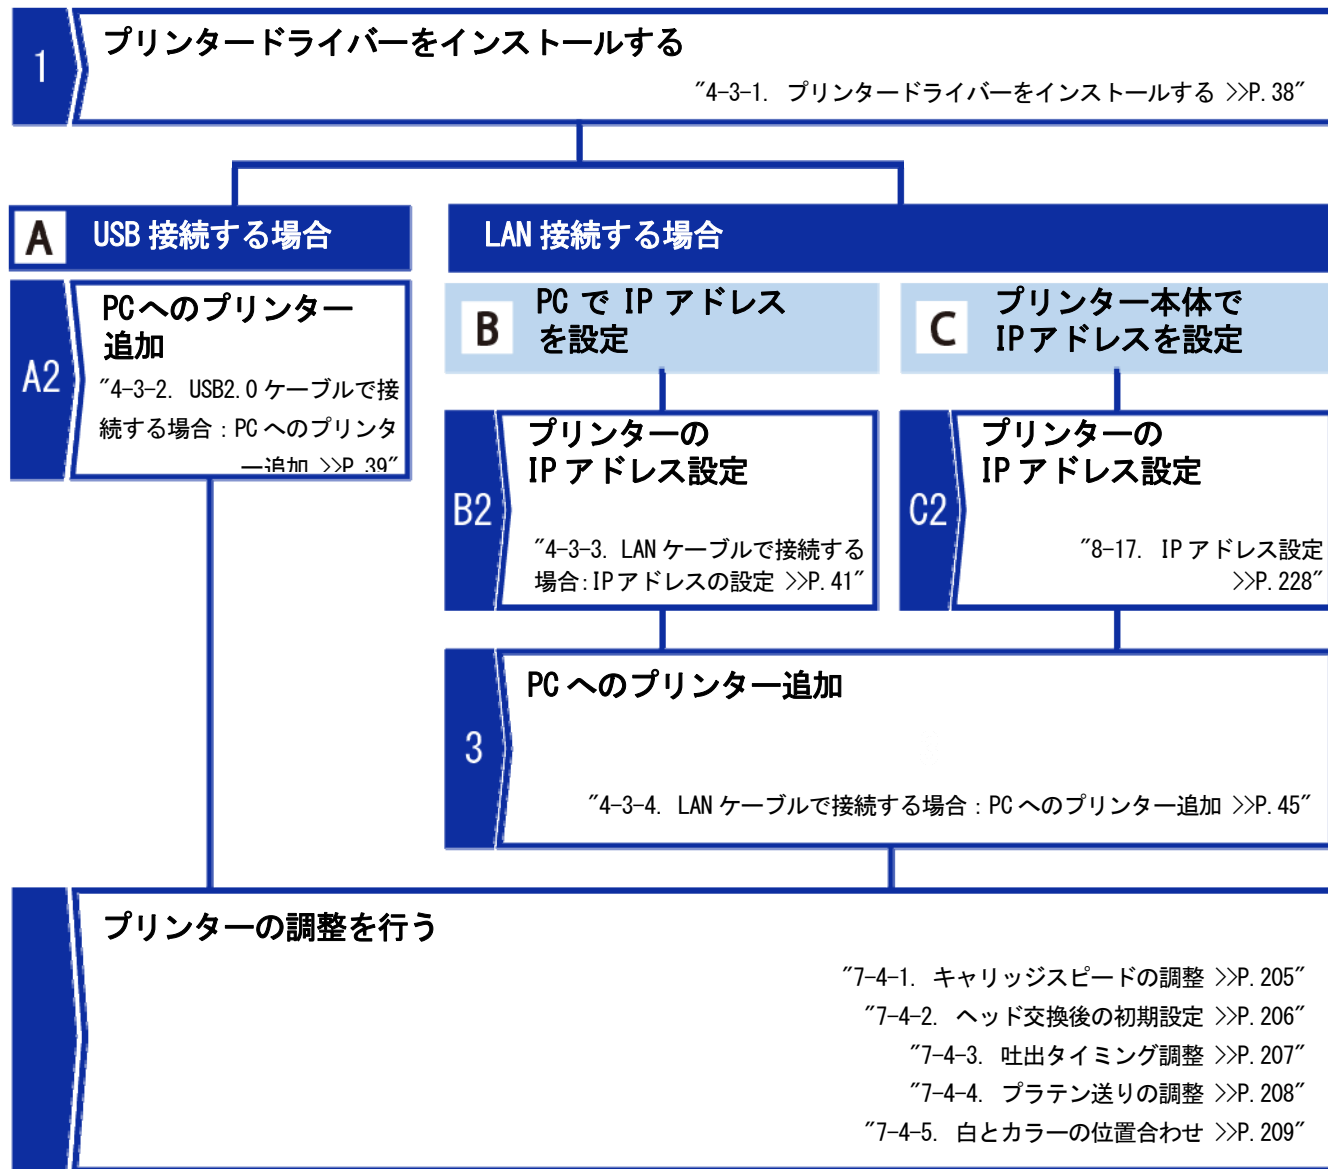 1
プリンタードライバーをインストールする
"4-3-1. プリンタードライバーをインストールする >>P.38"
A
USB 接続する場合
LAN 接続する場合
A2
PCへのプリンター
追加
"4-3-2. USB2.0 ケーブルで接
続する場合：PC へのプリンタ
ー追加 >>P.39"
B
PC で IP アドレス
を設定
C
プリンター本体で
IPアドレスを設定
B2
プリンターの
IP アドレス設定
"4-3-3. LAN ケーブルで接続する
場合:IPアドレスの設定 >>P.41"
C2
プリンターの
IP アドレス設定
"8-17. IP アドレス設定
>>P.228"
3
PC へのプリンター追加
"4-3-4. LAN ケーブルで接続する場合：PC へのプリンター追加 >>P.45"
プリンターの調整を行う
"7-4-1. キャリッジスピードの調整 >>P.205"
"7-4-2. ヘッド交換後の初期設定 >>P.206"
"7-4-3. 吐出タイミング調整 >>P.207"
"7-4-4. プラテン送りの調整 >>P.208"
"7-4-5. 白とカラーの位置合わせ >>P.209"